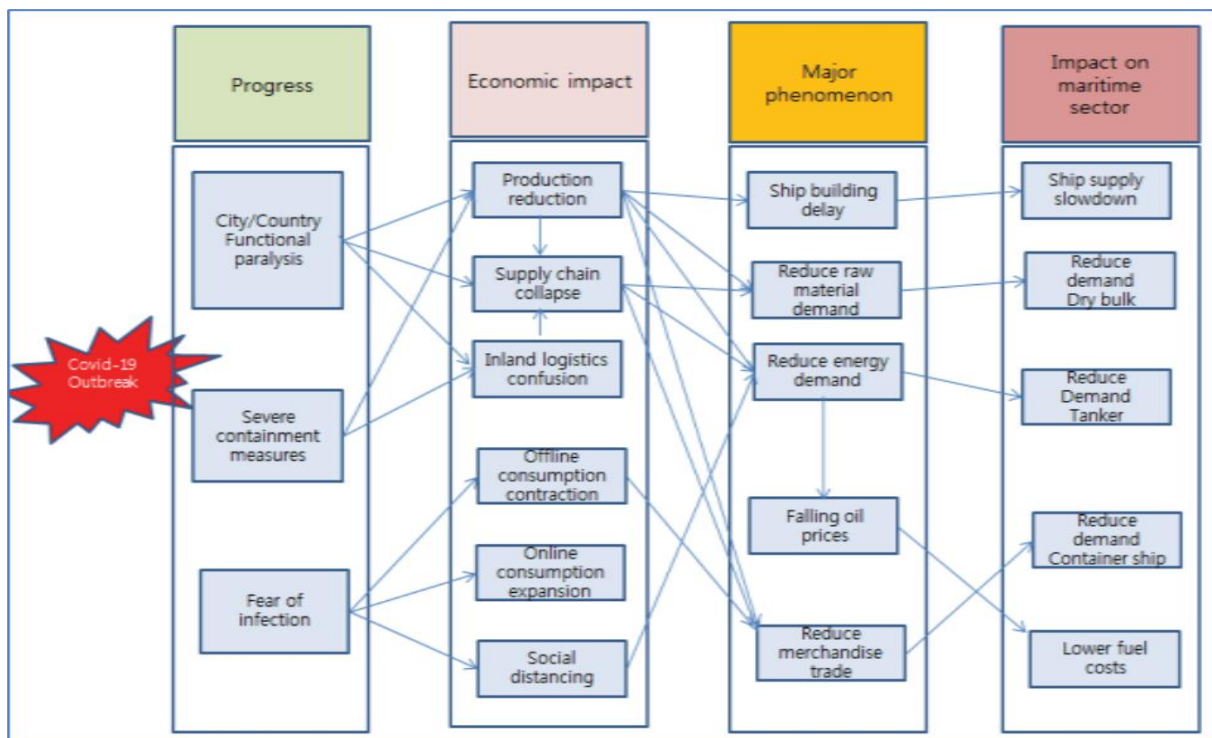 Progress
Economic impact
Major
phenomenon
Impact on
maritime
sector
Covid-19
Outbreak
City/Country
Functional
paralysis
Severe
containment
measures
Fear of
infection
Production
reduction
Supply chain
collapse
Inland logistics
confusion
Offline
consumption
contraction
Online
consumption
expansion
Social
distancing
Ship building
delay
Reduce raw
material
demand
Reduce energy
demand
Falling oil
prices
Reduce
merchandise
trade
Ship supply
slowdown
Reduce
demand
Dry bulk
Reduce
Demand
Tanker
Reduce
demand
Container ship
Lower fuel
costs